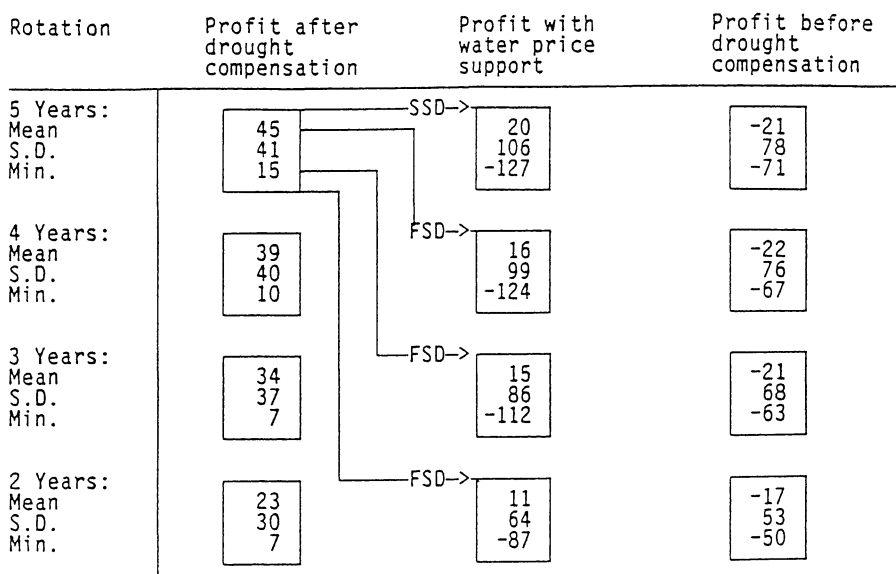 Rotation Profit after Profit with Profit before
drought water price drought
compensation support compensation
5 Years: SSD—>
Mean 45 20 -21
S.D. 41 106 78
Min. 15 -127 -71
4 Years: FSD—>
Mean 39 16 -22
S.D. 40 99 76
Min. 10 -124 -67
3 Years: FSD—>
Mean 34 15 -21
S.D. 37 86 68
Min. 7 -112 -63
2 Years: FSD—>
Mean 23 11 -17
S.D. 30 64 53
Min. 7 -87 -50